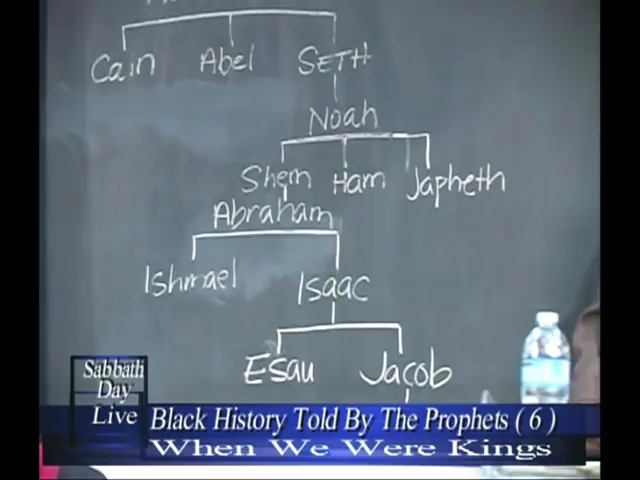 Cain Abel SETH
Noah
Shem Ham Japheth
Abraham
Ishmael Isaac
Esau Jacob
Sabbath
Day
Live
Black History Told By The Prophets ( 6 )
When We Were Kings